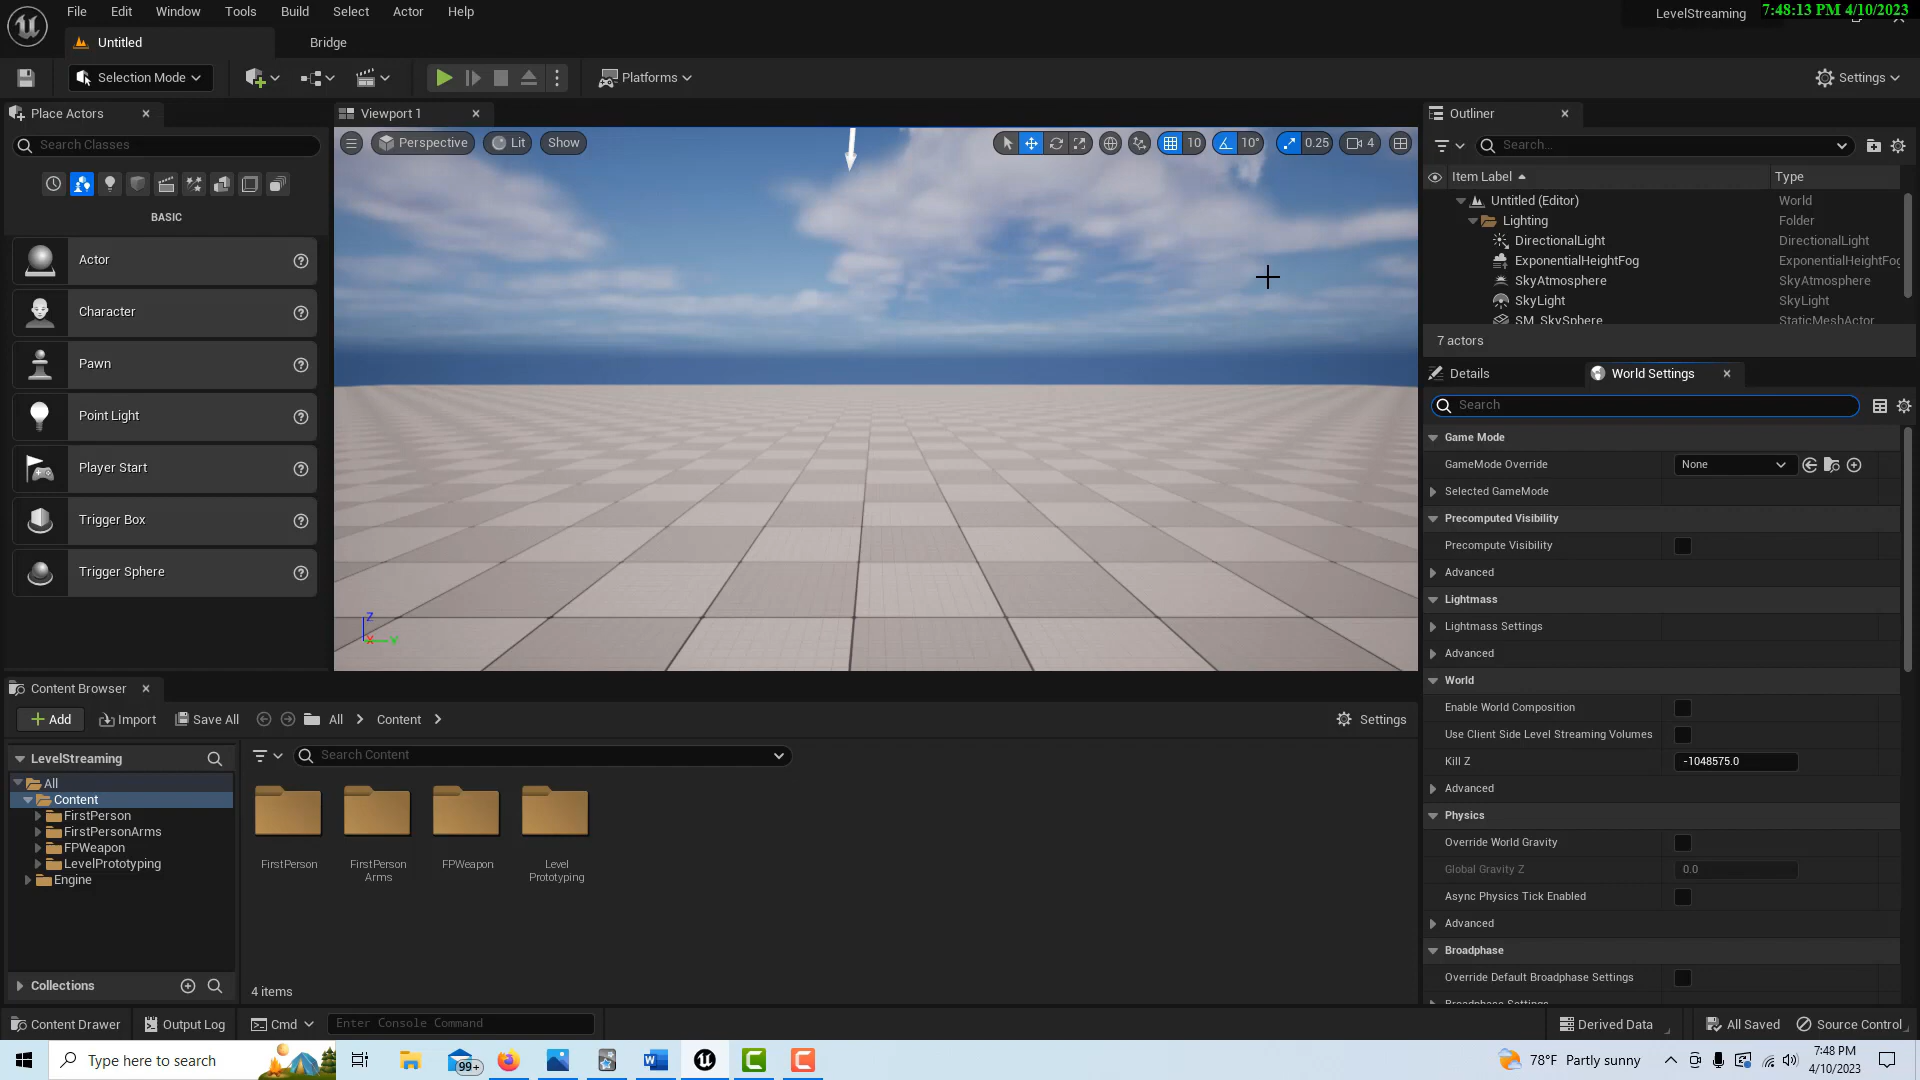 File Edit Window Tools Build Select Actor Help
LevelStreaming
7:48:13 PM 4/10/2023
Untitled
Bridge
Selection Mode
Platforms
Settings
Place Actors
Search Classes
BASIC
Actor
Character
Pawn
Point Light
Player Start
Trigger Box
Trigger Sphere
Viewport 1
Perspective
Lit
Show
10
10°
0.25
4
Z
X
Y
Outliner
Search...
Item Label Type
Untitled (Editor) World
Lighting Folder
DirectionalLight DirectionalLight
ExponentialHeightFog ExponentialHeightFog
SkyAtmosphere SkyAtmosphere
SkyLight SkyLight
SM_SkySphere StaticMeshActor
7 actors
Details
World Settings
Search
Game Mode
GameMode Override None
Selected GameMode
Precomputed Visibility
Precompute Visibility
Advanced
Lightmass
Lightmass Settings
Advanced
World
Enable World Composition
Use Client Side Level Streaming Volumes
Kill Z -1048575.0
Advanced
Physics
Override World Gravity
Global Gravity Z 0.0
Async Physics Tick Enabled
Advanced
Broadphase
Override Default Broadphase Settings
Broadphase Settings
Content Browser
Add
Import
Save All
All
Content
Settings
LevelStreaming
All
Content
FirstPerson
FirstPersonArms
FPWeapon
LevelPrototyping
Engine
Collections
Search Content
FirstPerson
FirstPerson
Arms
FPWeapon
Level
Prototyping
4 items
Content Drawer
Output Log
Cmd
Enter Console Command
Derived Data
All Saved
Source Control
Type here to search
99+
78°F Partly sunny
7:48 PM
4/10/2023